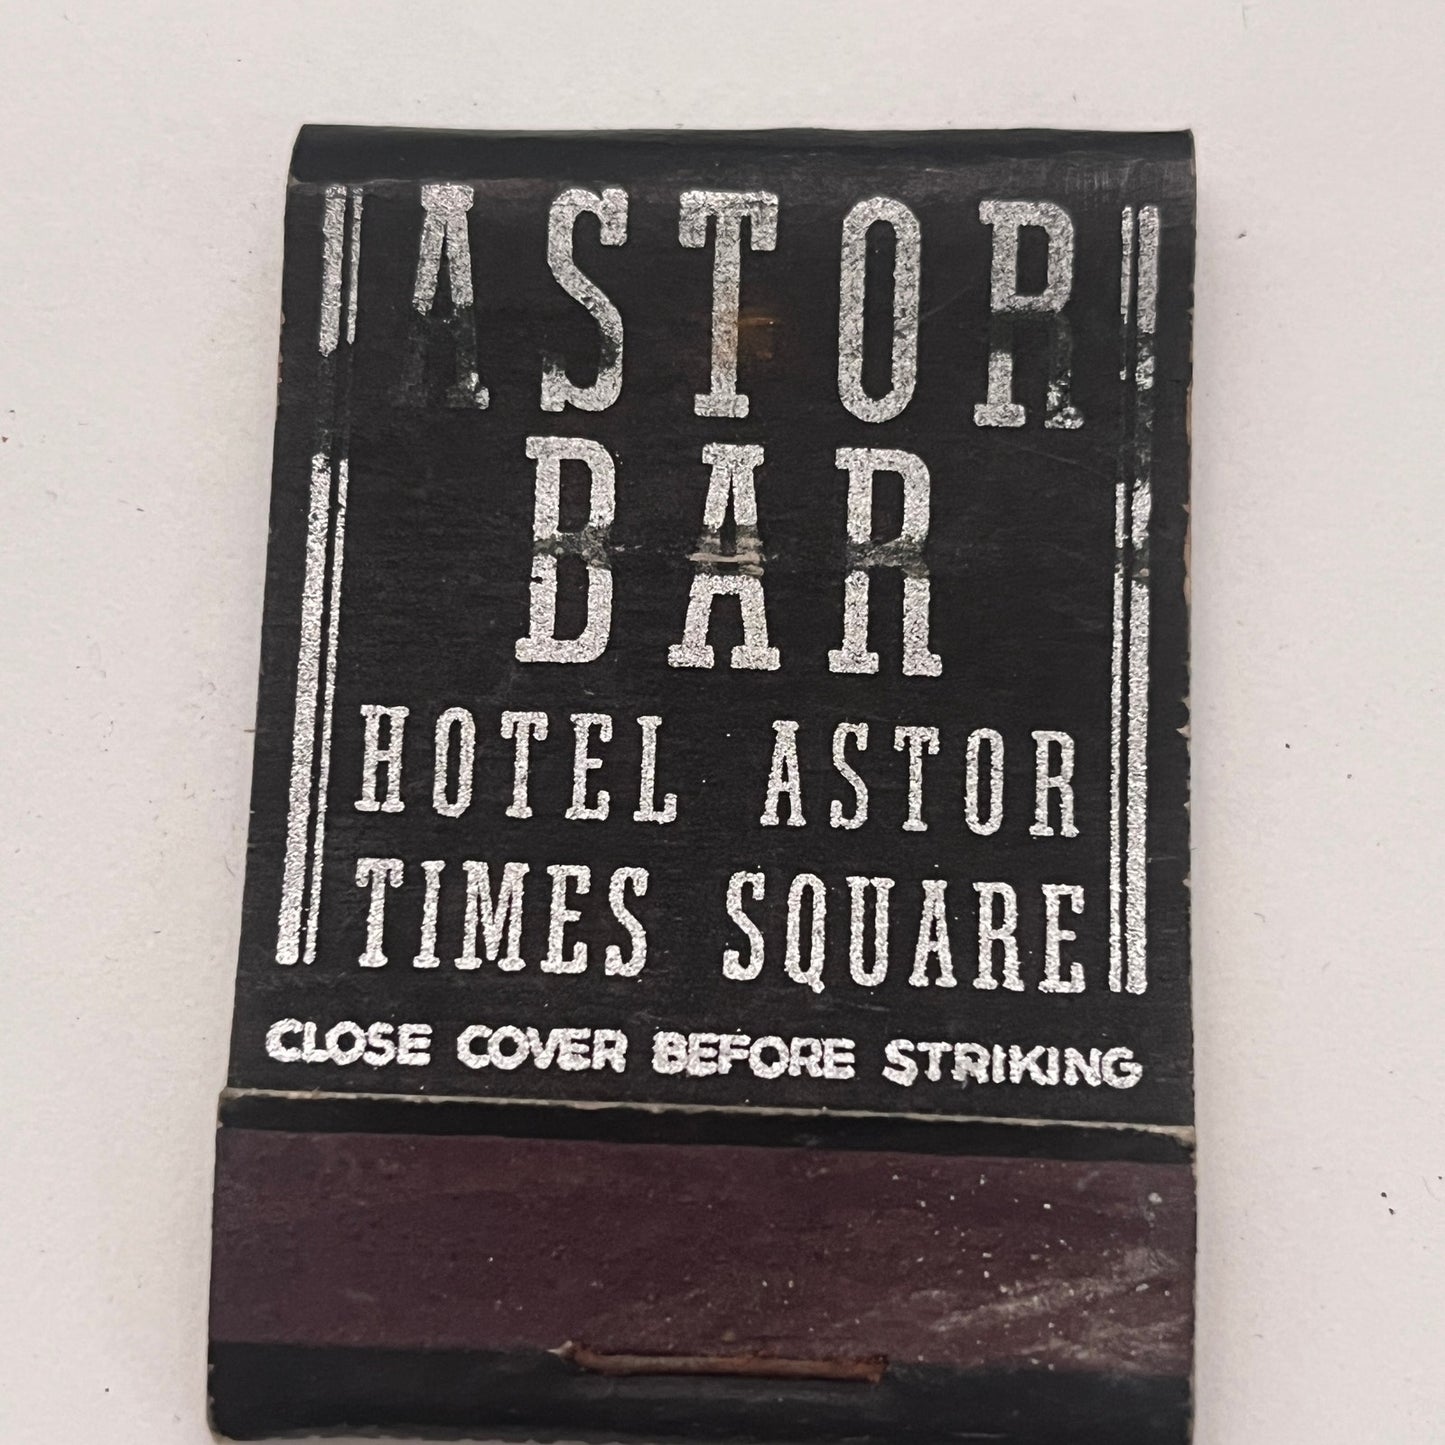 ASTOR
BAR
HOTEL ASTOR
TIMES SQUARE
CLOSE COVER BEFORE STRIKING